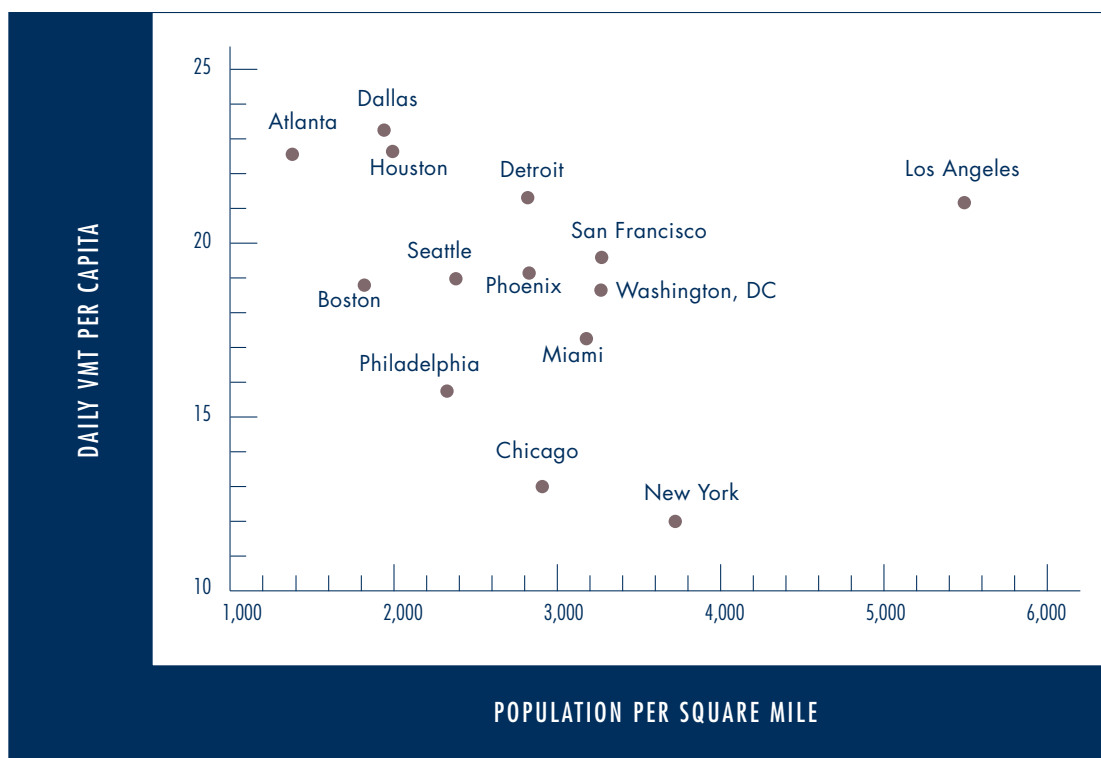 DAILY VMT PER CAPITA
25
20
15
10
Dallas
Atlanta
Houston
Detroit
Los Angeles
San Francisco
Seattle
Phoenix
Washington, DC
Boston
Miami
Philadelphia
Chicago
New York
1,000 2,000 3,000 4,000 5,000 6,000
POPULATION PER SQUARE MILE